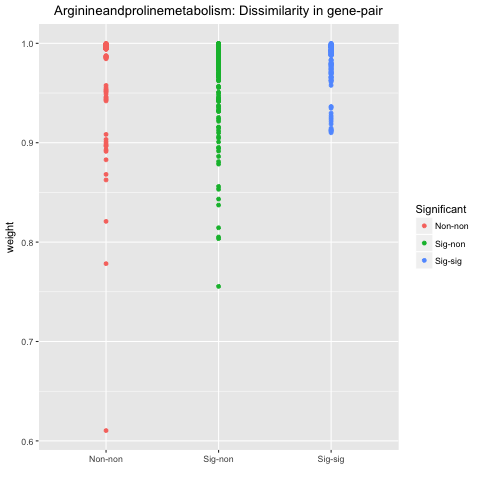 Arginineandprolinemetabolism: Dissimilarity in gene-pair
1.0
0.9
0.8
0.7
0.6
weight
Non-non
Sig-non
Sig-sig
Significant
Non-non
Sig-non
Sig-sig